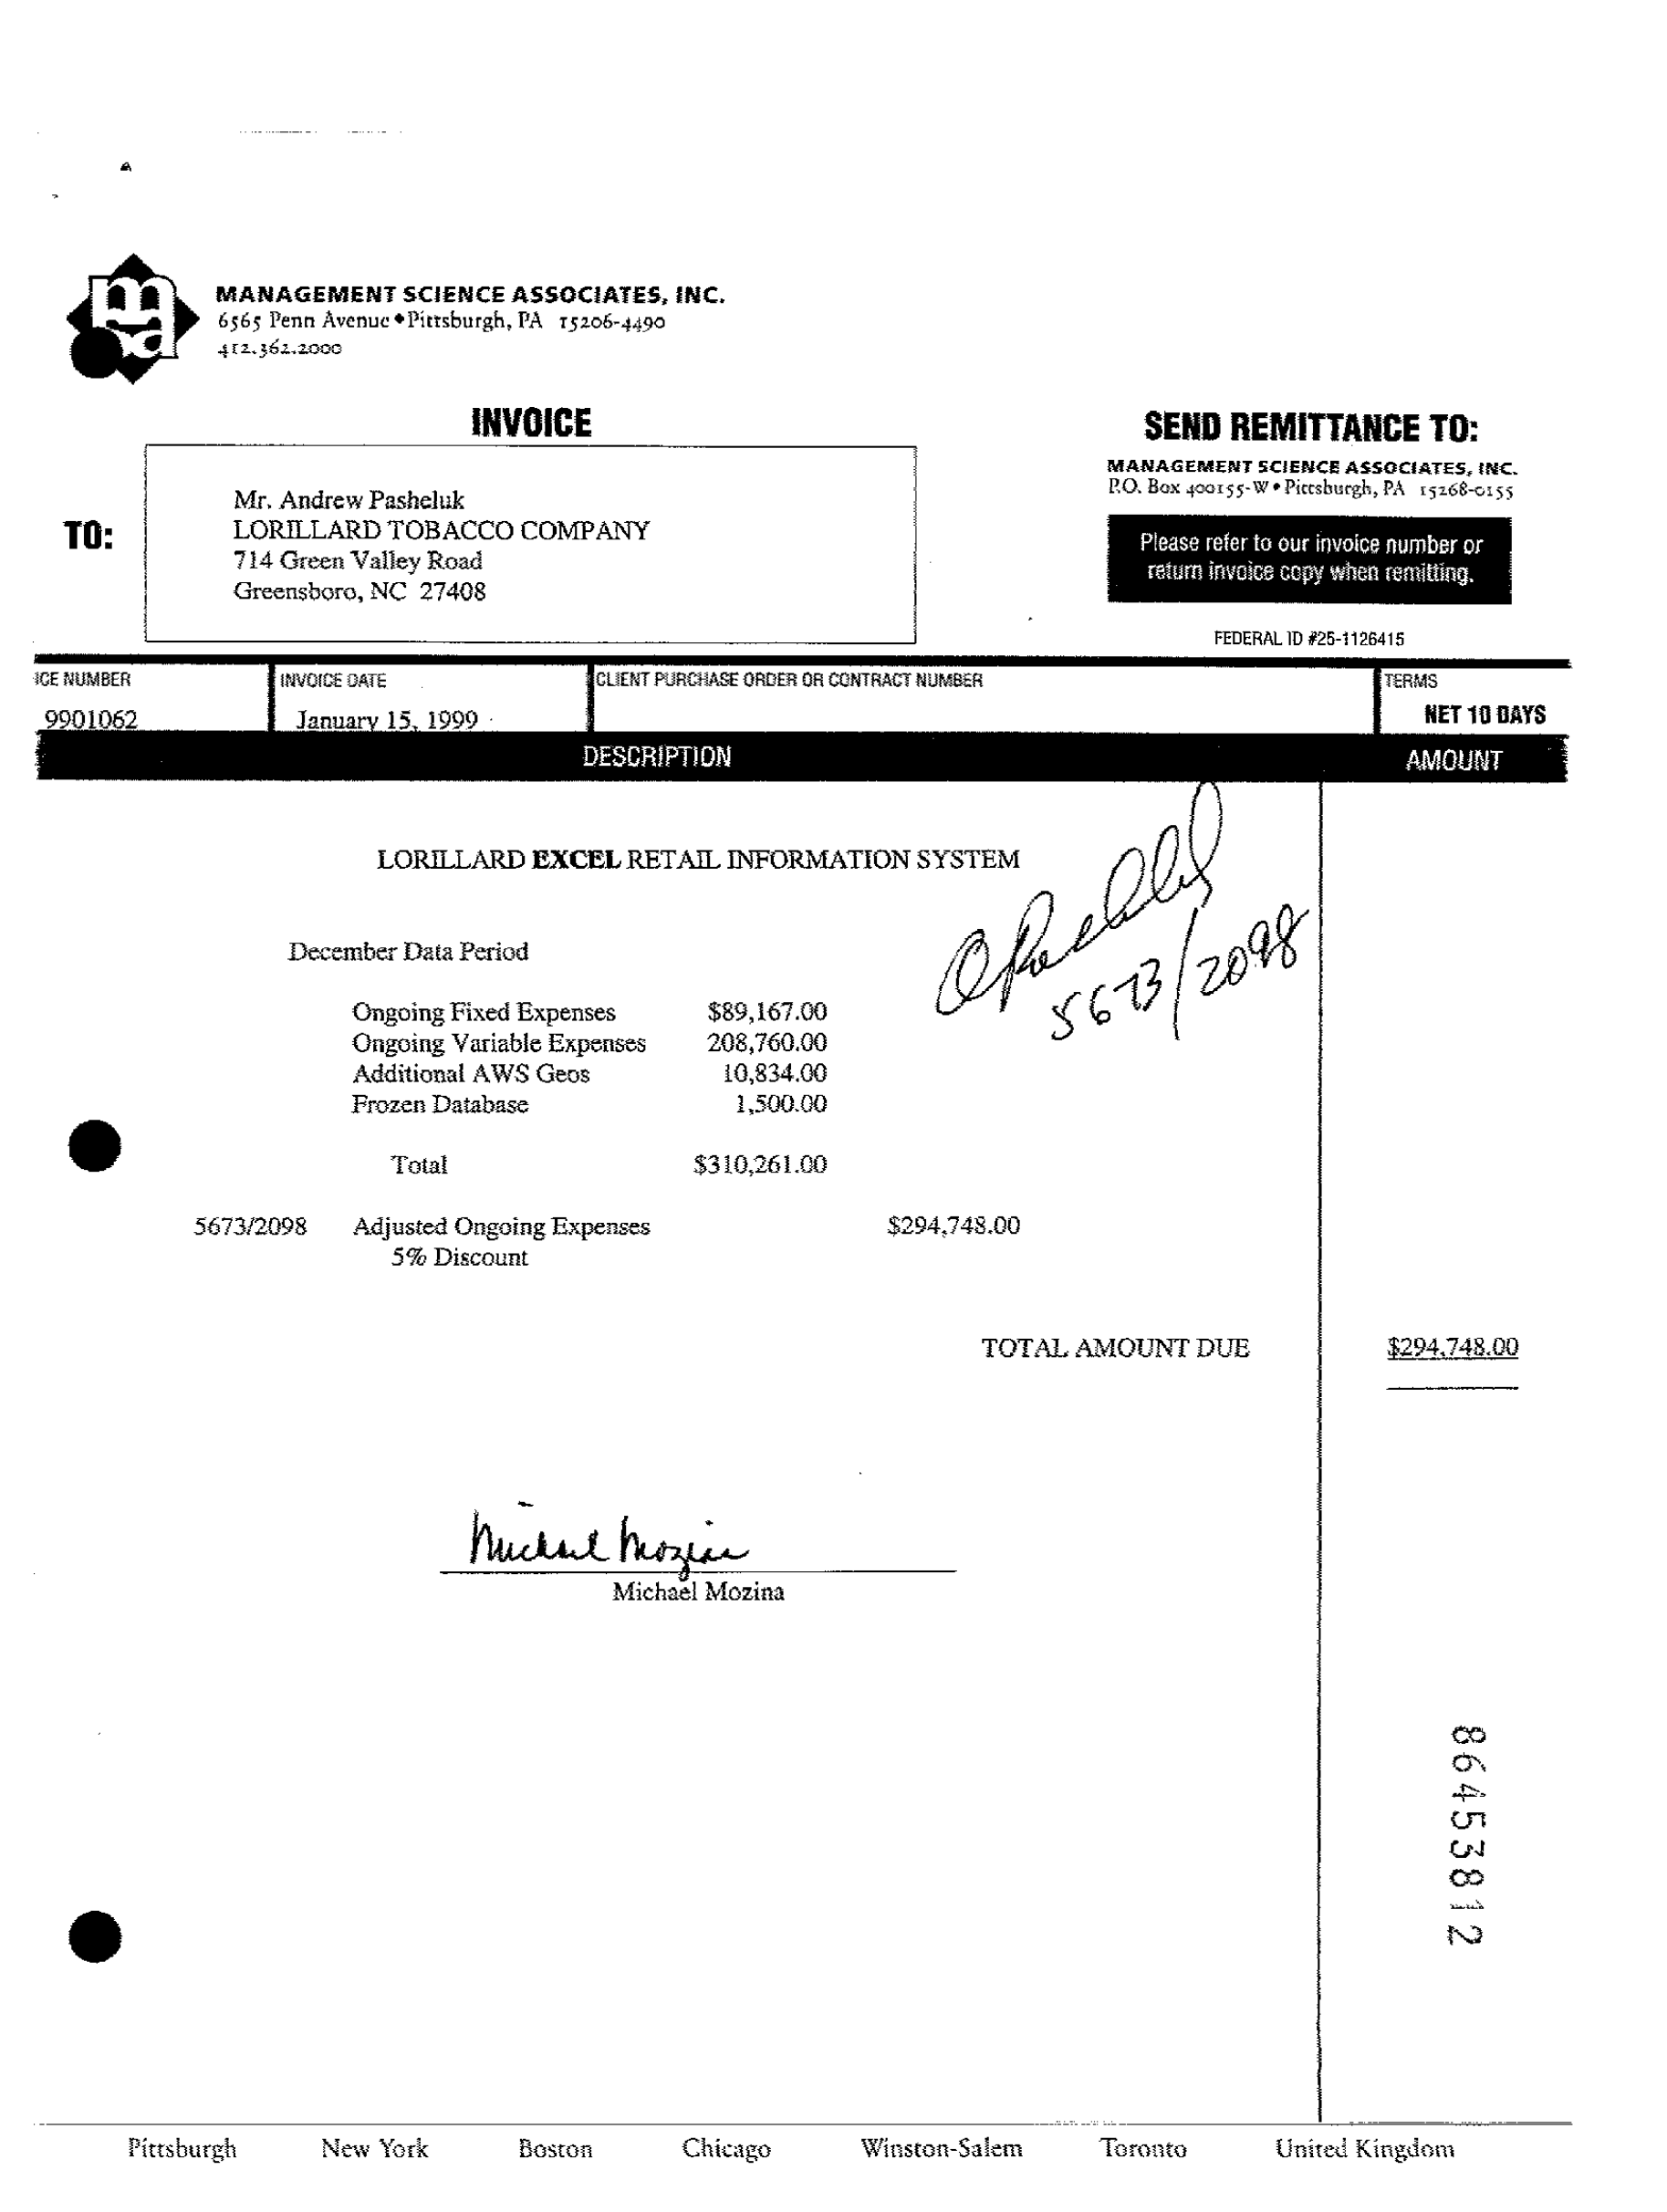 MANAGEMENT SCIENCE ASSOCIATES, INC.
6565 Penn Avenue ◆ Pittsburgh, PA 15206-4490
412.362.2000
INVOICE
TO:
Mr. Andrew Pasheluk
LORILLARD TOBACCO COMPANY
714 Green Valley Road
Greensboro, NC 27408
SEND REMITTANCE TO:
MANAGEMENT SCIENCE ASSOCIATES, INC.
P.O. Box 400155-W • Pittsburgh, PA 15268-0155
Please refer to our invoice number or
return invoice copy when remitting.
FEDERAL ID #25-1126415
ICE NUMBER INVOICE DATE CLIENT PURCHASE ORDER OR CONTRACT NUMBER TERMS
9901062 January 15, 1999 NET 10 DAYS
DESCRIPTION AMOUNT
LORILLARD EXCEL RETAIL INFORMATION SYSTEM
5673/2098
December Data Period
Ongoing Fixed Expenses $89,167.00
Ongoing Variable Expenses 208,760.00
Additional AWS Geos 10,834.00
Frozen Database 1,500.00
Total $310,261.00
5673/2098 Adjusted Ongoing Expenses $294,748.00
5% Discount
TOTAL AMOUNT DUE $294,748.00
Michael Mozina
Michael Mozina
86453812
Pittsburgh New York Boston Chicago Winston-Salem Toronto United Kingdom